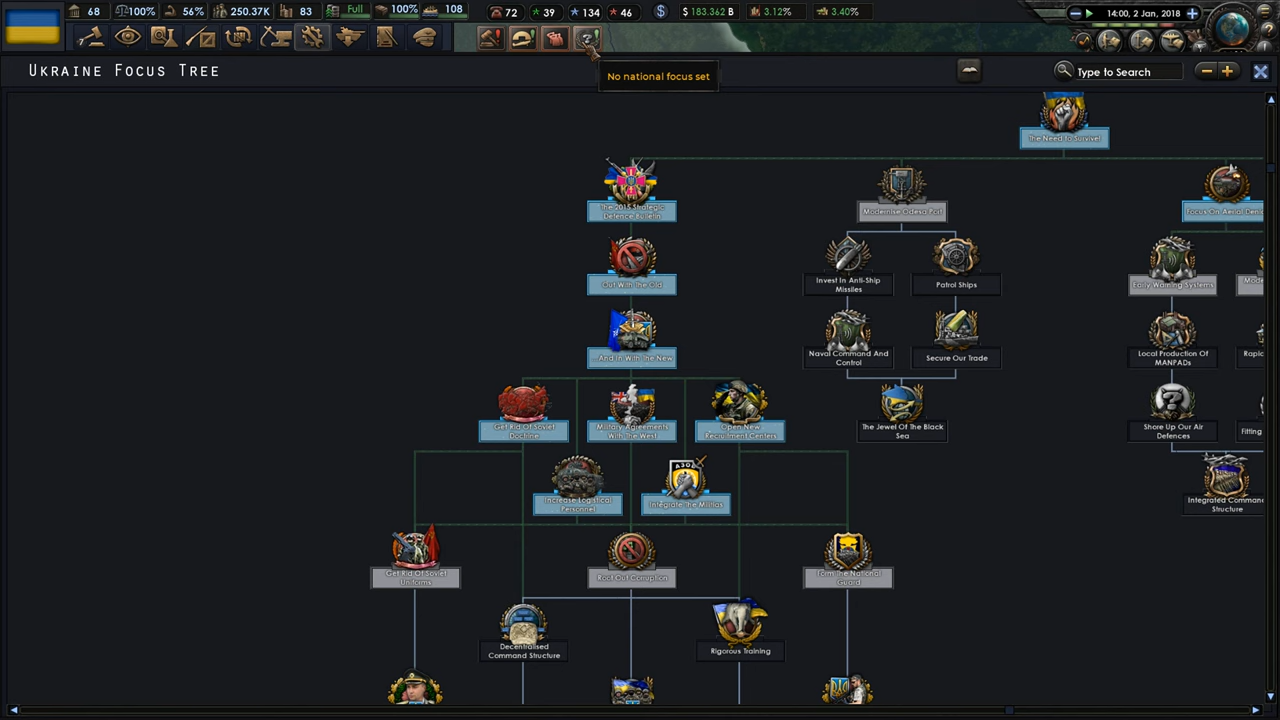 68 100% 56% 250.37K 83 Full 100% 108 72 39 134 46 $ 183.362 B 3.12% 3.40% 14:00, 2 Jan, 2018
UKRAINE FOCUS TREE
No national focus set
Type to Search
The Need to Survive!
The 2015 Strategic
Defence Bulletin
Modernise Odesa Port
Focus On Aerial Denia
Out With The Old
Invest In Anti-Ship
Missiles
Patrol Ships
Early Warning Systems
Mode
...And In With The New
Naval Command And
Control
Secure Our Trade
Local Production Of
MANPADs
Rapic
Get Rid Of Soviet
Doctrine
Military Agreements
With The West
Open New
Recruitment Centers
The Jewel Of The Black
Sea
Shore Up Our Air
Defences
Fitting
Increase Logistical
Personnel
Integrate The Militias
Integrated Command
Structure
Get Rid Of Soviet
Uniforms
Root Out Corruption
Form The National
Guard
Decentralised
Command Structure
Rigorous Training